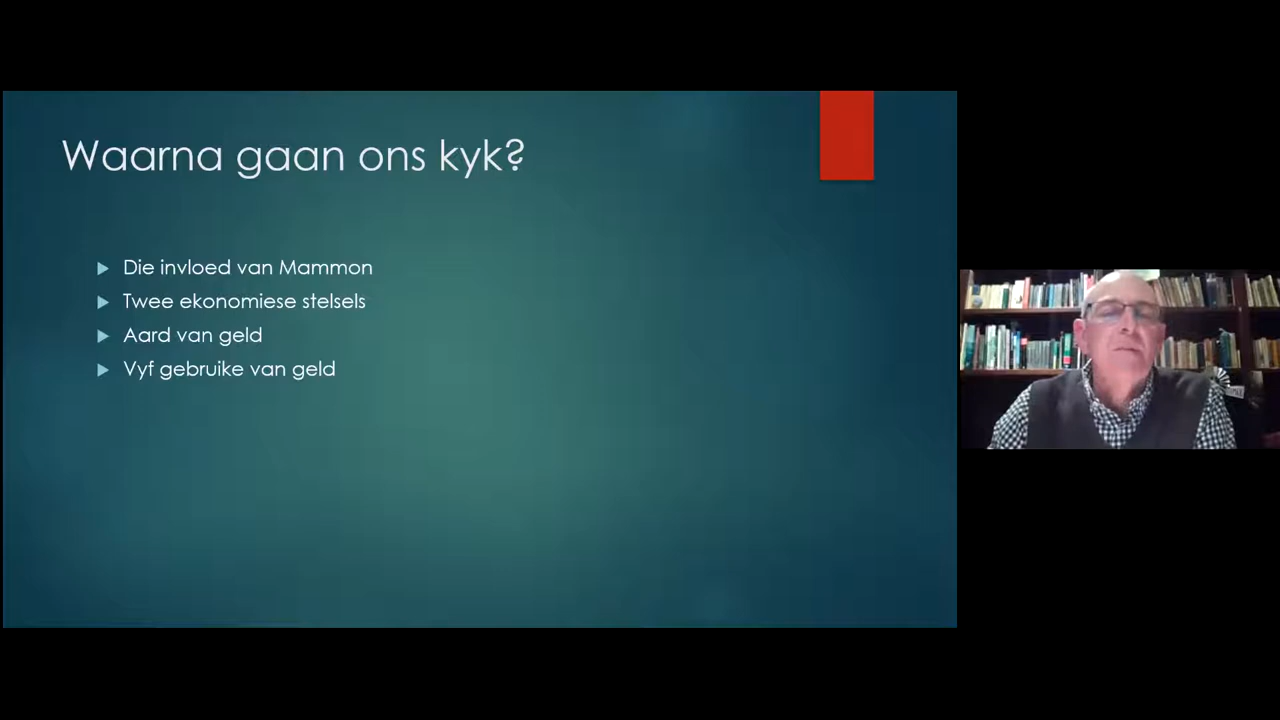 Waarna gaan ons kyk?
Die invloed van Mammon
Twee ekonomiese stelsels
Aard van geld
Vyf gebruike van geld